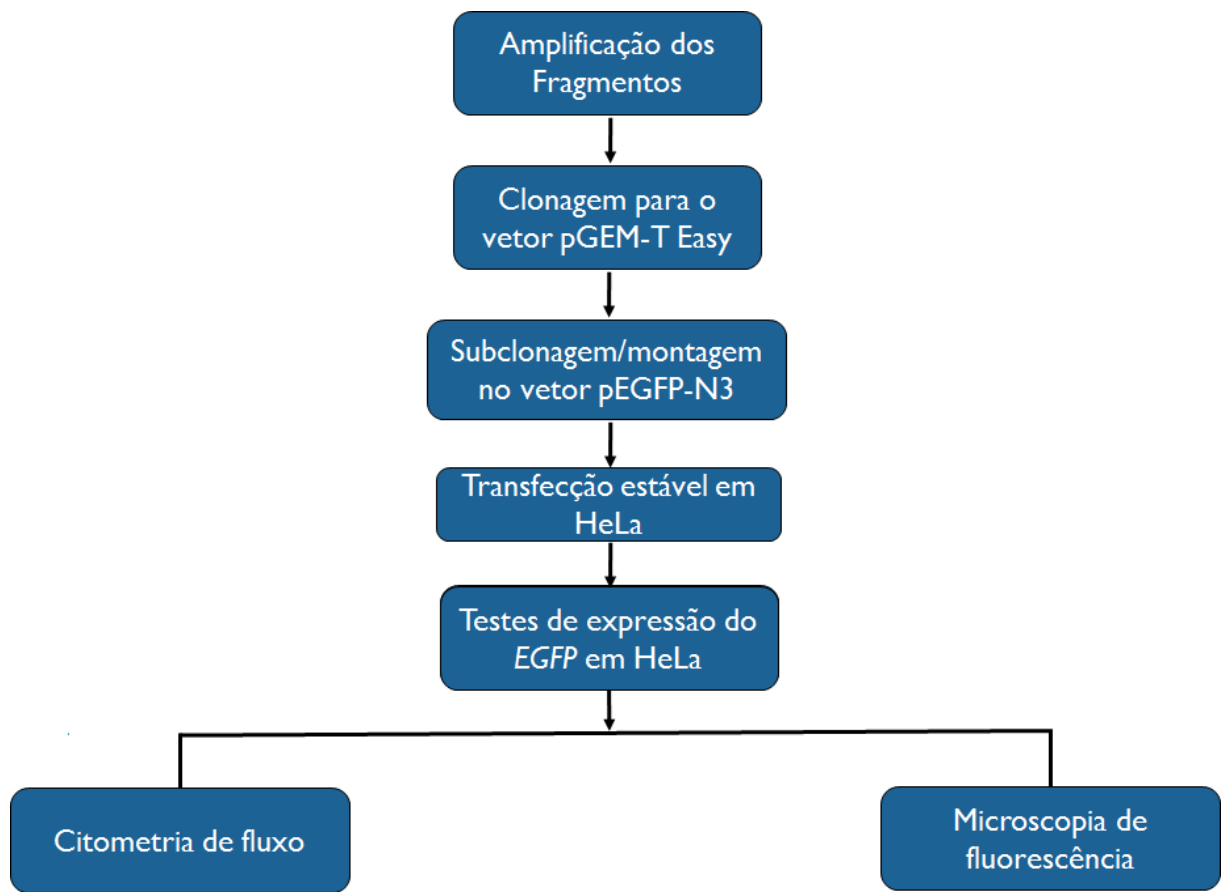 Amplificação dos
Fragmentos
Clonagem para o
vetor pGEM-T Easy
Subclonagem/montagem
no vetor pEGFP-N3
Transfecção estável em
HeLa
Testes de expressão do
EGFP em HeLa
Citometria de fluxo
Microscopia de
fluorescência